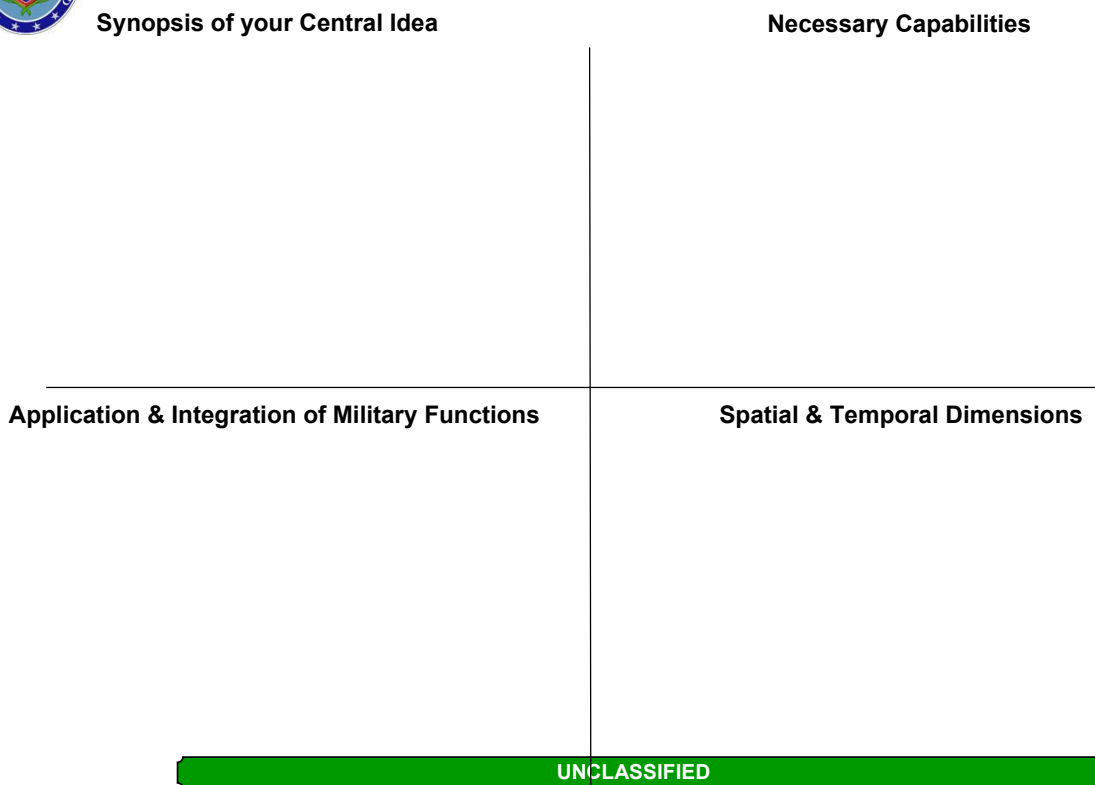 Synopsis of your Central Idea
Necessary Capabilities
Application & Integration of Military Functions
Spatial & Temporal Dimensions
UNCLASSIFIED